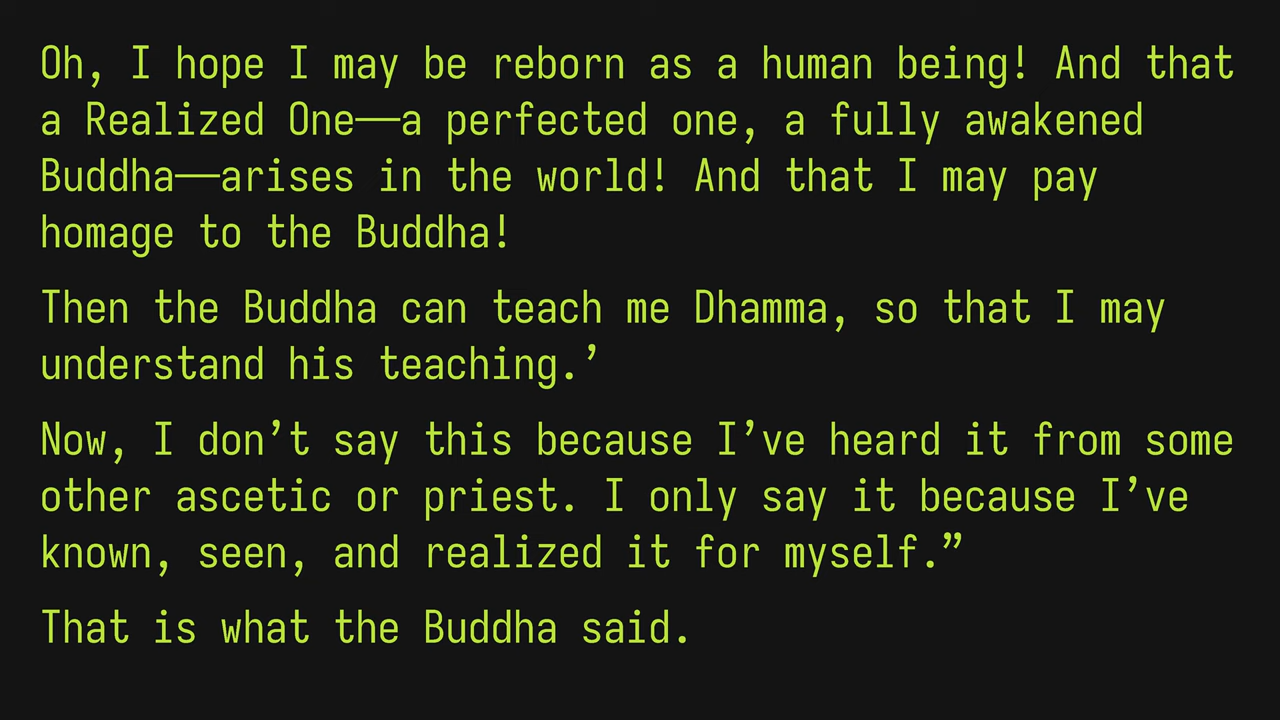 Oh, I hope I may be reborn as a human being! And that
a Realized One—a perfected one, a fully awakened
Buddha—arises in the world! And that I may pay
homage to the Buddha!
Then the Buddha can teach me Dhamma, so that I may
understand his teaching.’
Now, I don’t say this because I’ve heard it from some
other ascetic or priest. I only say it because I’ve
known, seen, and realized it for myself.”
That is what the Buddha said.